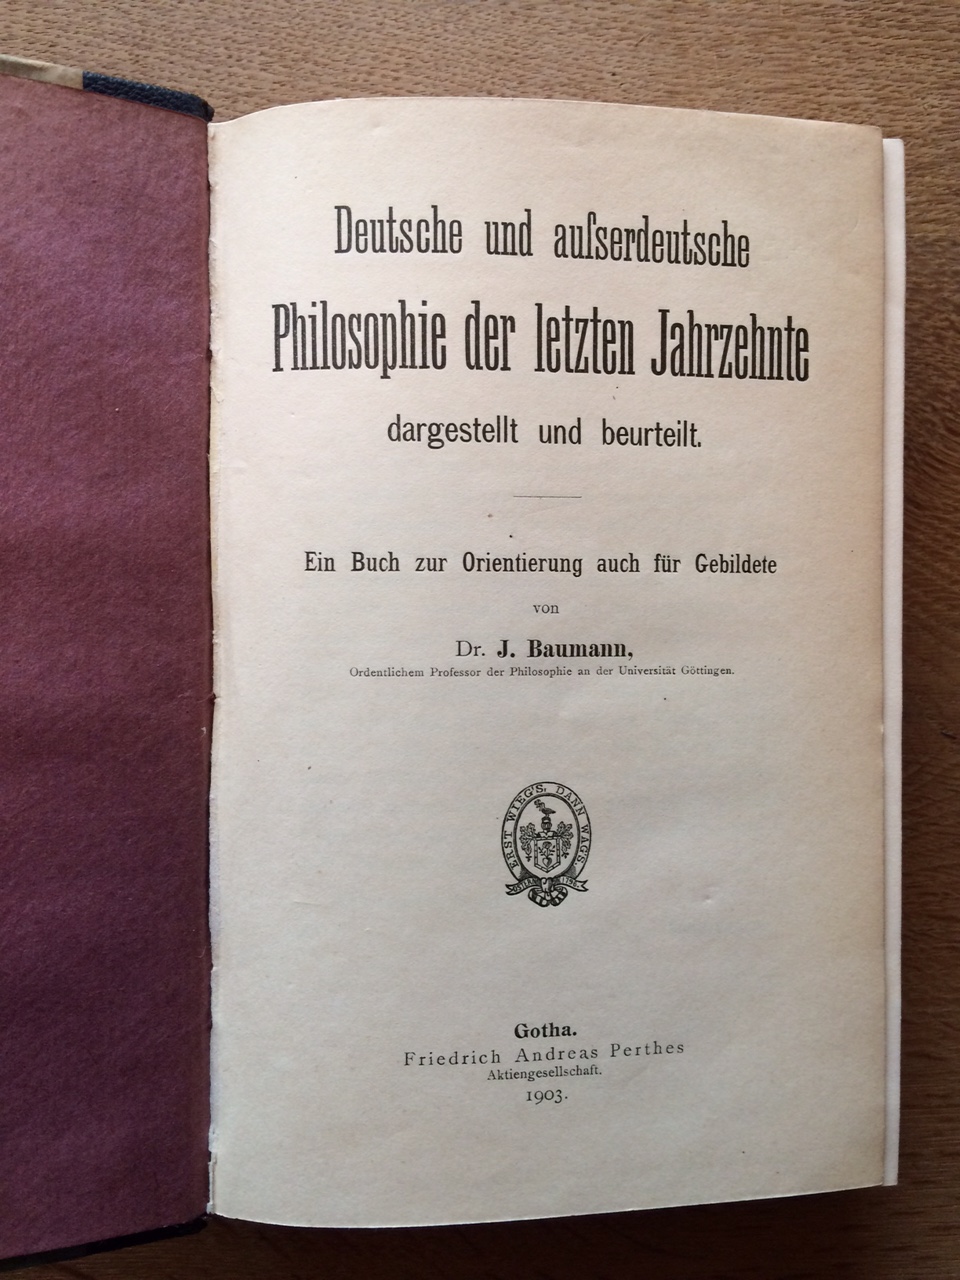 Deutsche und auſserdeutsche
Philosophie der letzten Jahrzehnte
dargestellt und beurteilt.
Ein Buch zur Orientierung auch für Gebildete
von
Dr. J. Baumann,
Ordentlichem Professor der Philosophie an der Universität Göttingen.
ERST WIEG'S, DANN WAG'S.
Gotha.
Friedrich Andreas Perthes
Aktiengesellschaft.
1903.